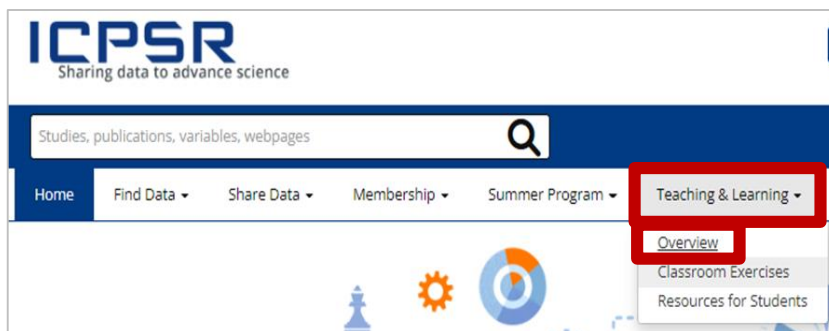 ICPSR
Sharing data to advance science
Studies, publications, variables, webpages
Home Find Data Share Data Membership Summer Program Teaching & Learning
Overview
Classroom Exercises
Resources for Students